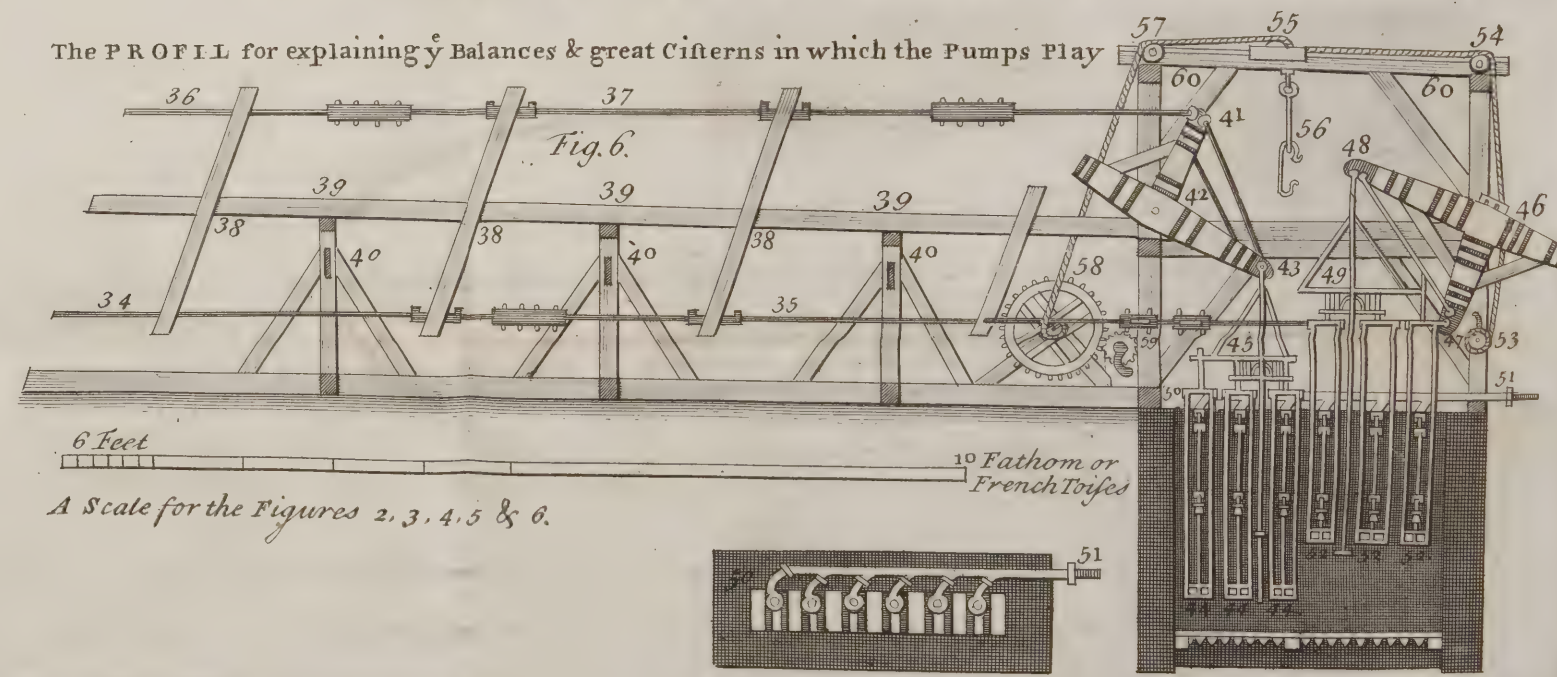 The PROFIL for explaining yͤ Balances & great Ciſterns in which the Pumps Play
57 55 54
60 60
36 37 41 56
Fig. 6.
48
39 39 39 42 46
38 38 38
40 40 40 58 43 49
34 35 59 45 47 53
50 51
6 Feet
10 Fathom or
French Toiſes
A Scale for the Figures 2, 3, 4, 5 & 6.
52 52 52
50 51
44 44 44